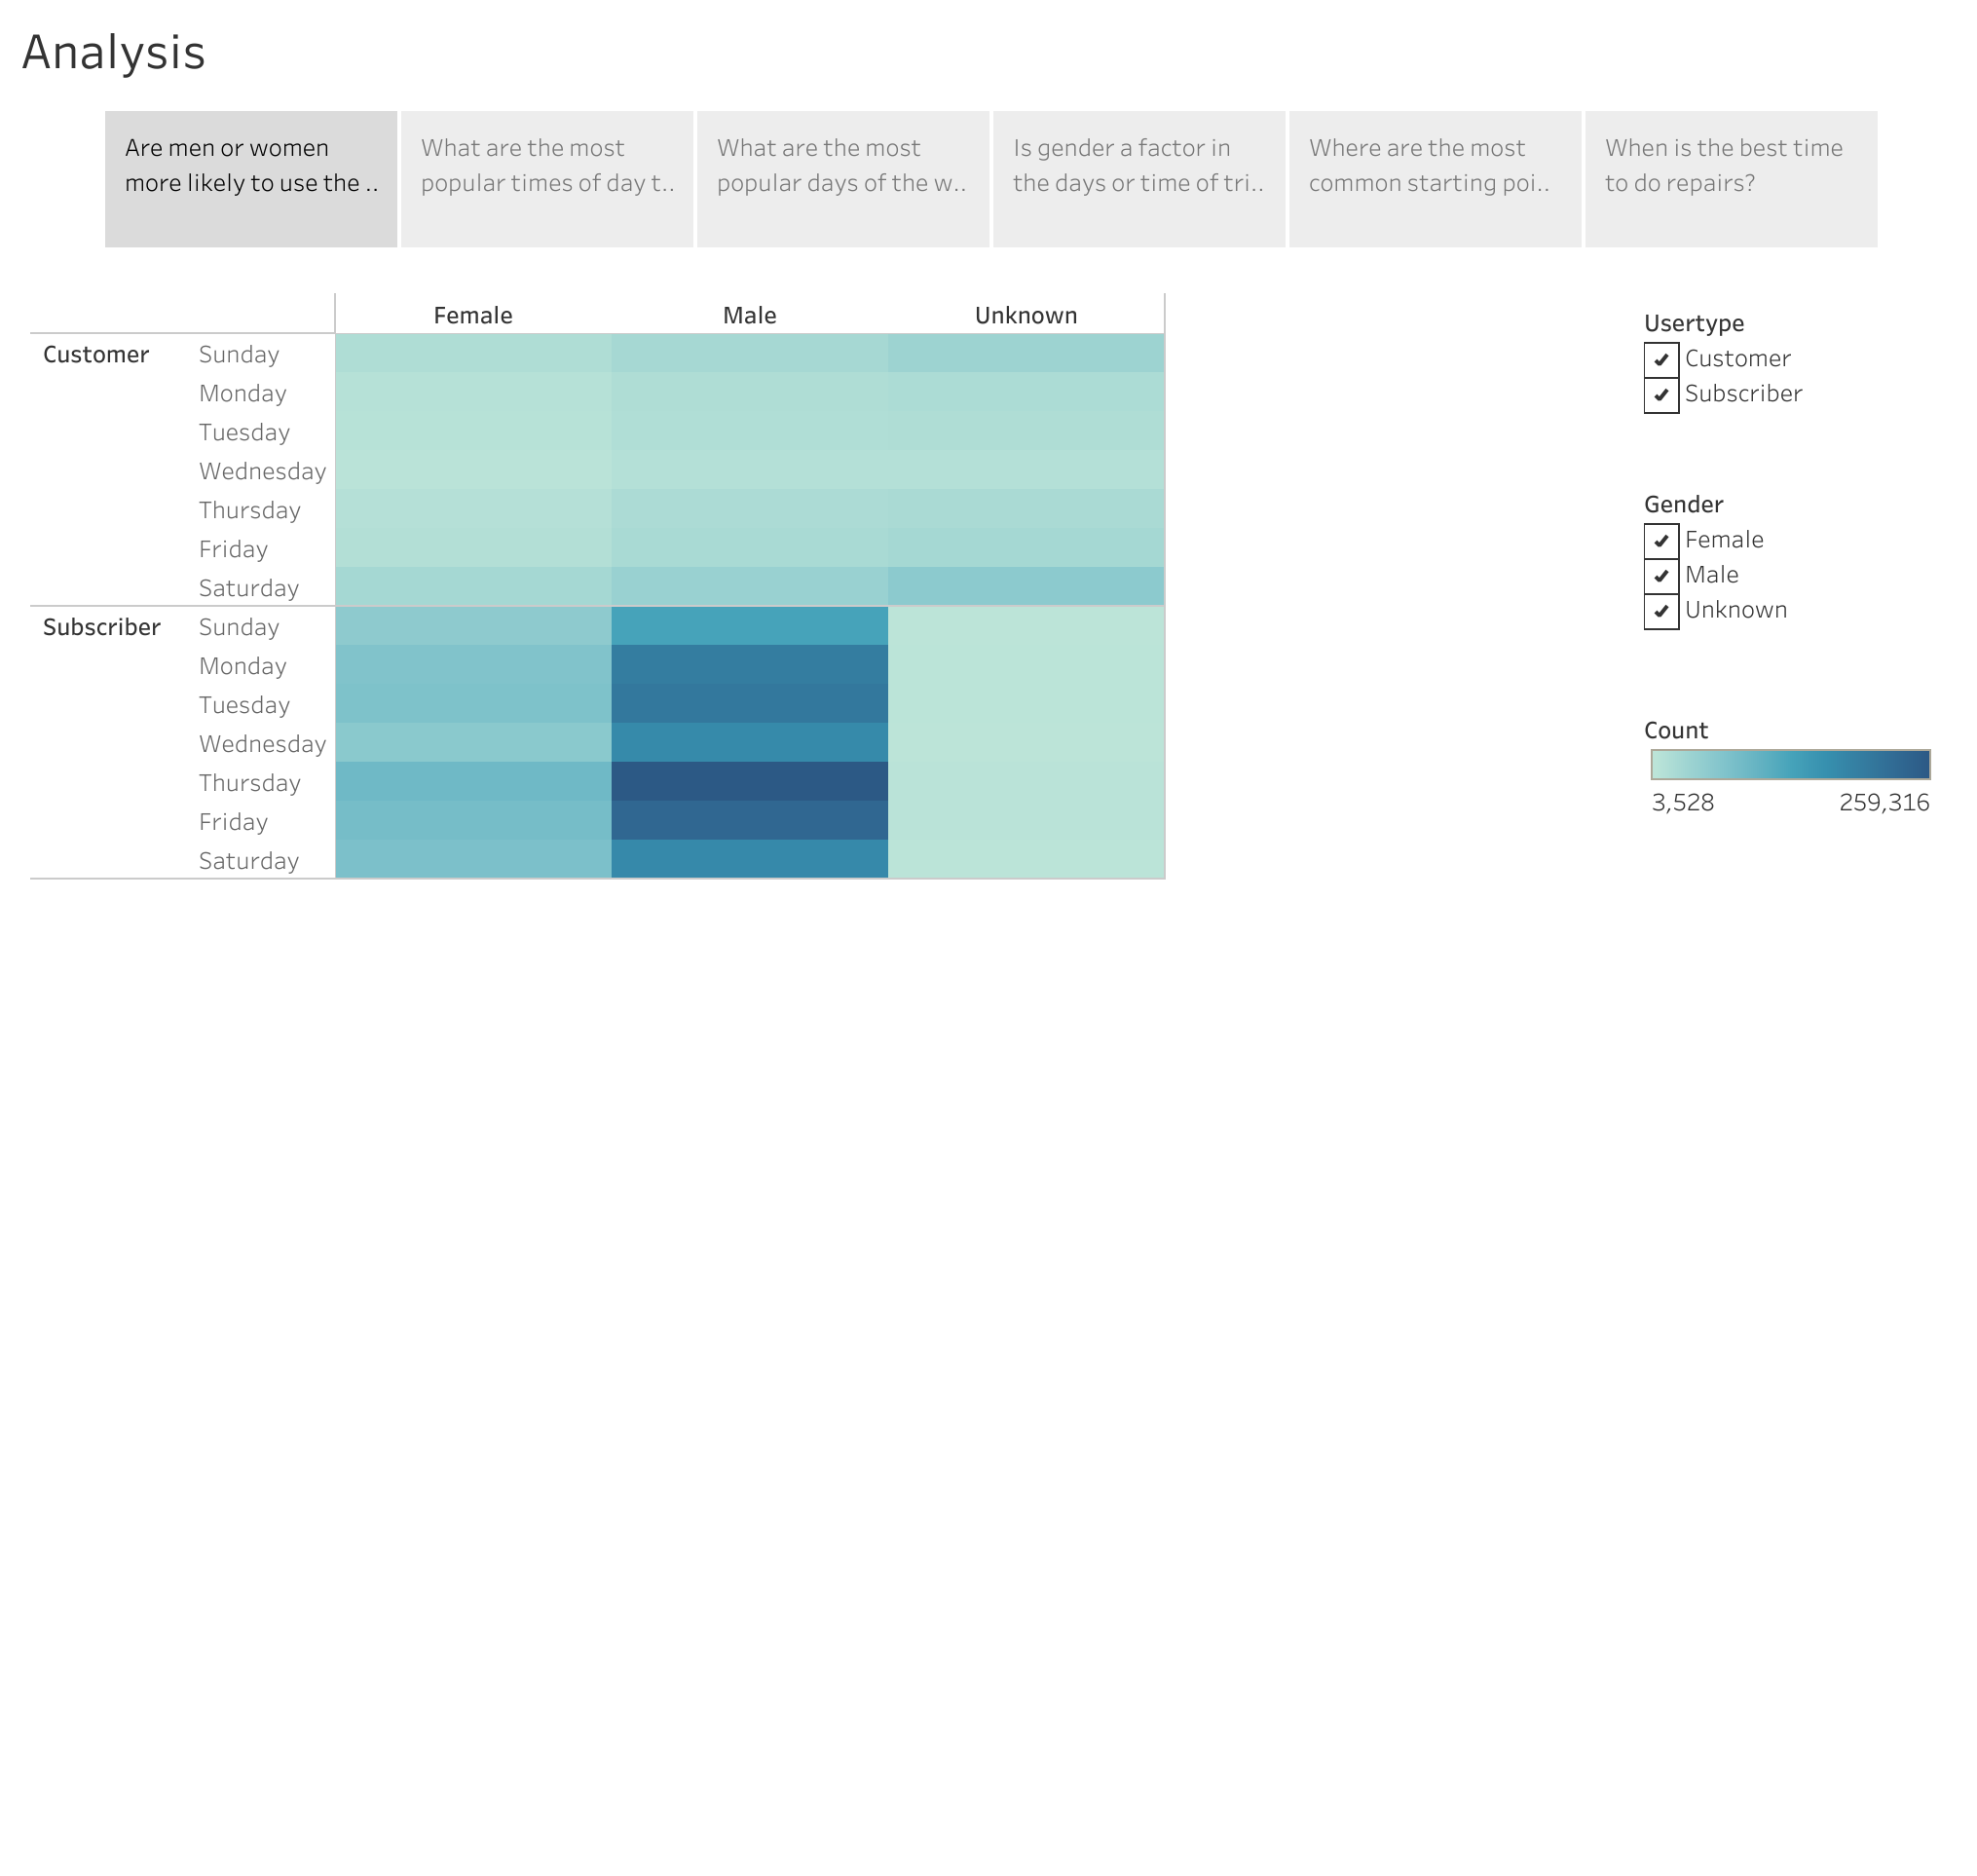 Analysis
Are men or women
more likely to use the ..
What are the most
popular times of day t..
What are the most
popular days of the w..
Is gender a factor in
the days or time of tri..
Where are the most
common starting poi..
When is the best time
to do repairs?
Female Male Unknown
Customer Sunday
Monday
Tuesday
Wednesday
Thursday
Friday
Saturday
Subscriber Sunday
Monday
Tuesday
Wednesday
Thursday
Friday
Saturday
Usertype
Customer
Subscriber
Gender
Female
Male
Unknown
Count
3,528 259,316